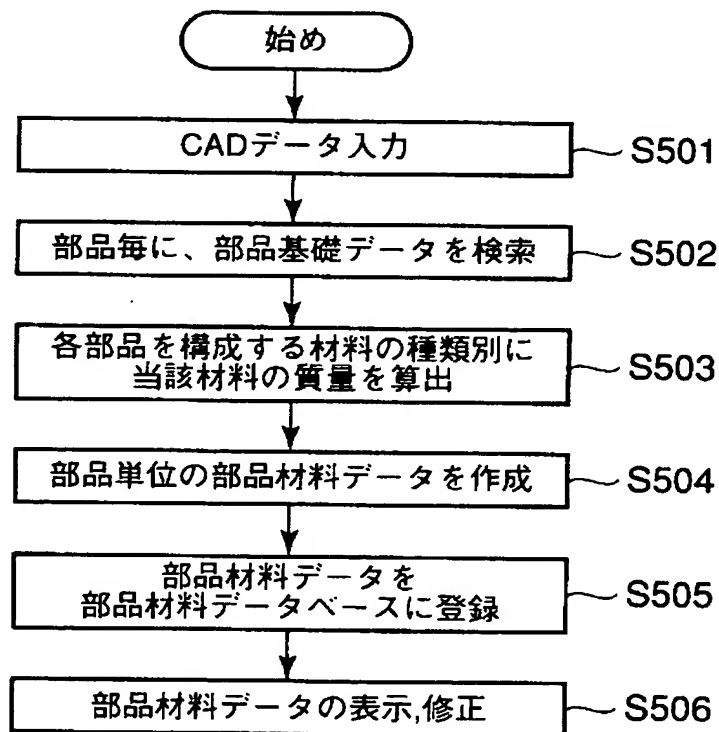 始め
CADデータ入力
S501
部品毎に、部品基礎データを検索
S502
各部品を構成する材料の種類別に
当該材料の質量を算出
S503
部品単位の部品材料データを作成
S504
部品材料データを
部品材料データベースに登録
S505
部品材料データの表示,修正
S506